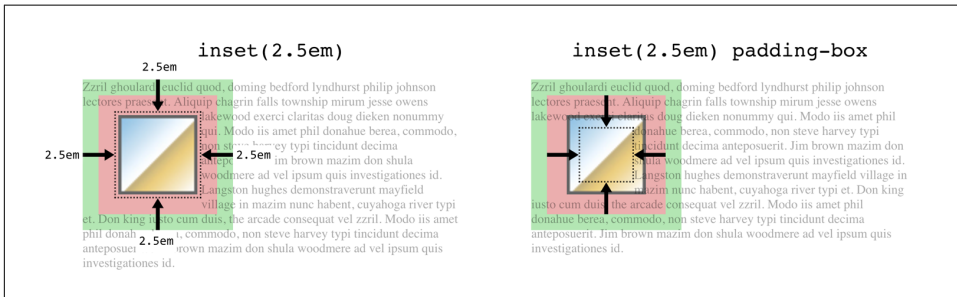 inset(2.5em)
2.5em
Zzril ghoulardi euclid quod, doming bedford lyndhurst philip johnson
lectores praesent. Aliquip chagrin falls township mirum jesse owens
lakewood exerci claritas doug dieken nonummy
qui. Modo iis amet phil donahue berea, commodo,
non steve harvey typi tincidunt decima
2.5em
2.5em
im brown mazim don shula
woodmere ad vel ipsum quis investigationes id.
Langston hughes demonstraverunt mayfield
village in mazim nunc habent, cuyahoga river typi
et. Don king iusto cum duis, the arcade consequat vel zzril. Modo iis amet
phil donah , commodo, non steve harvey typi tincidunt decima
2.5em
anteposuer rown mazim don shula woodmere ad vel ipsum quis
investigationes id.
inset(2.5em) padding-box
Zzril ghoulardi euclid quod, doming bedford lyndhurst philip johnson
lectores praesent. Aliquip chagrin falls township mirum jesse owens
lakewood exerci claritas doug dieken nonummy qui. Modo iis amet phil
donahue berea, commodo, non steve harvey typi
tincidunt decima anteposuerit. Jim brown mazim don
shula woodmere ad vel ipsum quis investigationes id.
Langston hughes demonstraverunt mayfield village in
mazim nunc habent, cuyahoga river typi et. Don king
iusto cum duis, the arcade consequat vel zzril. Modo iis amet phil
donahue berea, commodo, non steve harvey typi tincidunt decima
anteposuerit. Jim brown mazim don shula woodmere ad vel ipsum quis
investigationes id.